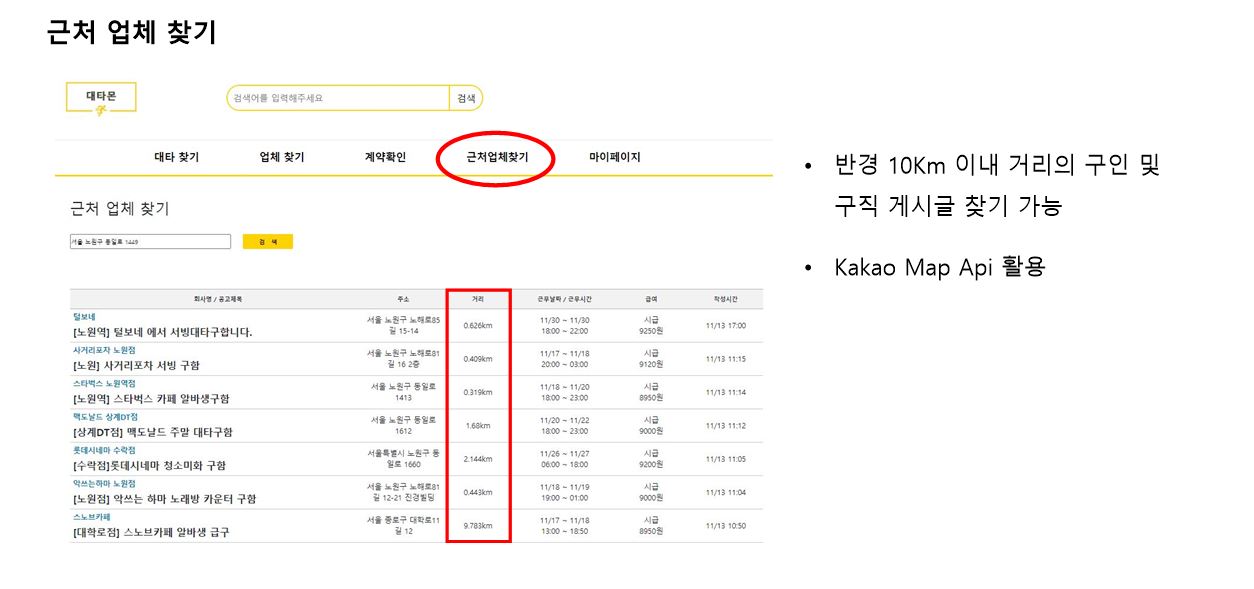 근처 업체 찾기
대타몬
검색어를 입력해주세요
검색
대타 찾기 업체 찾기 계약확인 근처업체찾기 마이페이지
근처 업체 찾기
서울 노원구 동일로 1449
검 색
회사명 / 공고제목 주소 거리 근무날짜 / 근무시간 급여 작성시간
털보네
[노원역] 털보네 에서 서빙대타구합니다.
서울 노원구 노해로85
길 15-14
0.626km
11/30 ~ 11/30
18:00 ~ 22:00
시급
9250원
11/13 17:00
사거리포자 노원점
[노원] 사거리포차 서빙 구함
서울 노원구 노해로81
길 16 2층
0.409km
11/17 ~ 11/18
20:00 ~ 03:00
시급
9120원
11/13 11:15
스타벅스 노원역점
[노원역] 스타벅스 카페 알바생구함
서울 노원구 동일로
1413
0.319km
11/18 ~ 11/20
18:00 ~ 23:00
시급
8950원
11/13 11:14
맥도날드 상계DT점
[상계DT점] 맥도날드 주말 대타구함
서울 노원구 동일로
1612
1.68km
11/20 ~ 11/22
18:00 ~ 23:00
시급
9000원
11/13 11:12
롯데시네마 수락점
[수락점]롯데시네마 청소미화 구함
서울특별시 노원구 동
일로 1660
2.144km
11/26 ~ 11/27
06:00 ~ 18:00
시급
9200원
11/13 11:05
악쓰는하마 노원점
[노원점] 악쓰는 하마 노래방 카운터 구함
서울 노원구 노해로81
길 12-21 진경빌딩
0.443km
11/18 ~ 11/19
19:00 ~ 01:00
시급
9000원
11/13 11:04
스노브카페
[대학로점] 스노브카페 알바생 급구
서울 종로구 대학로11
길 12
9.783km
11/17 ~ 11/18
13:00 ~ 18:50
시급
8950원
11/13 10:50
• 반경 10Km 이내 거리의 구인 및
구직 게시글 찾기 가능
• Kakao Map Api 활용